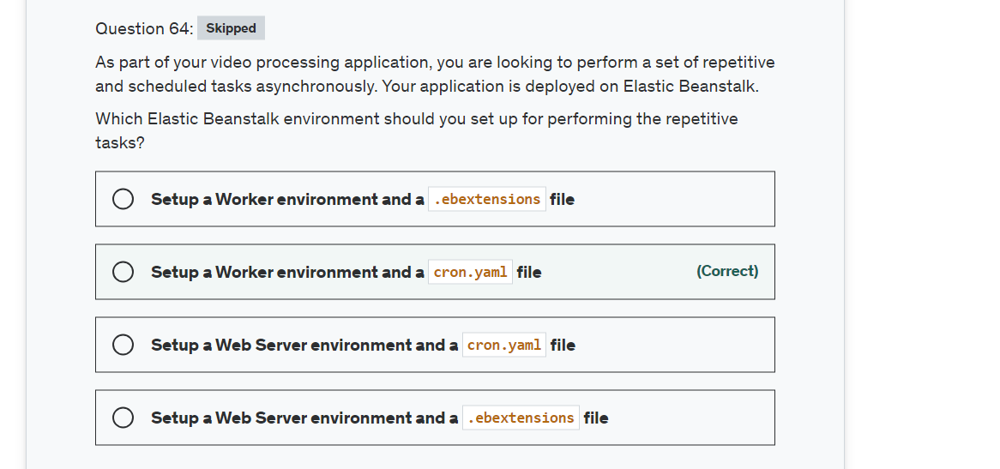 Question 64: Skipped
As part of your video processing application, you are looking to perform a set of repetitive
and scheduled tasks asynchronously. Your application is deployed on Elastic Beanstalk.
Which Elastic Beanstalk environment should you set up for performing the repetitive
tasks?
Setup a Worker environment and a .ebextensions file
Setup a Worker environment and a cron.yaml file (Correct)
Setup a Web Server environment and a cron.yaml file
Setup a Web Server environment and a .ebextensions file